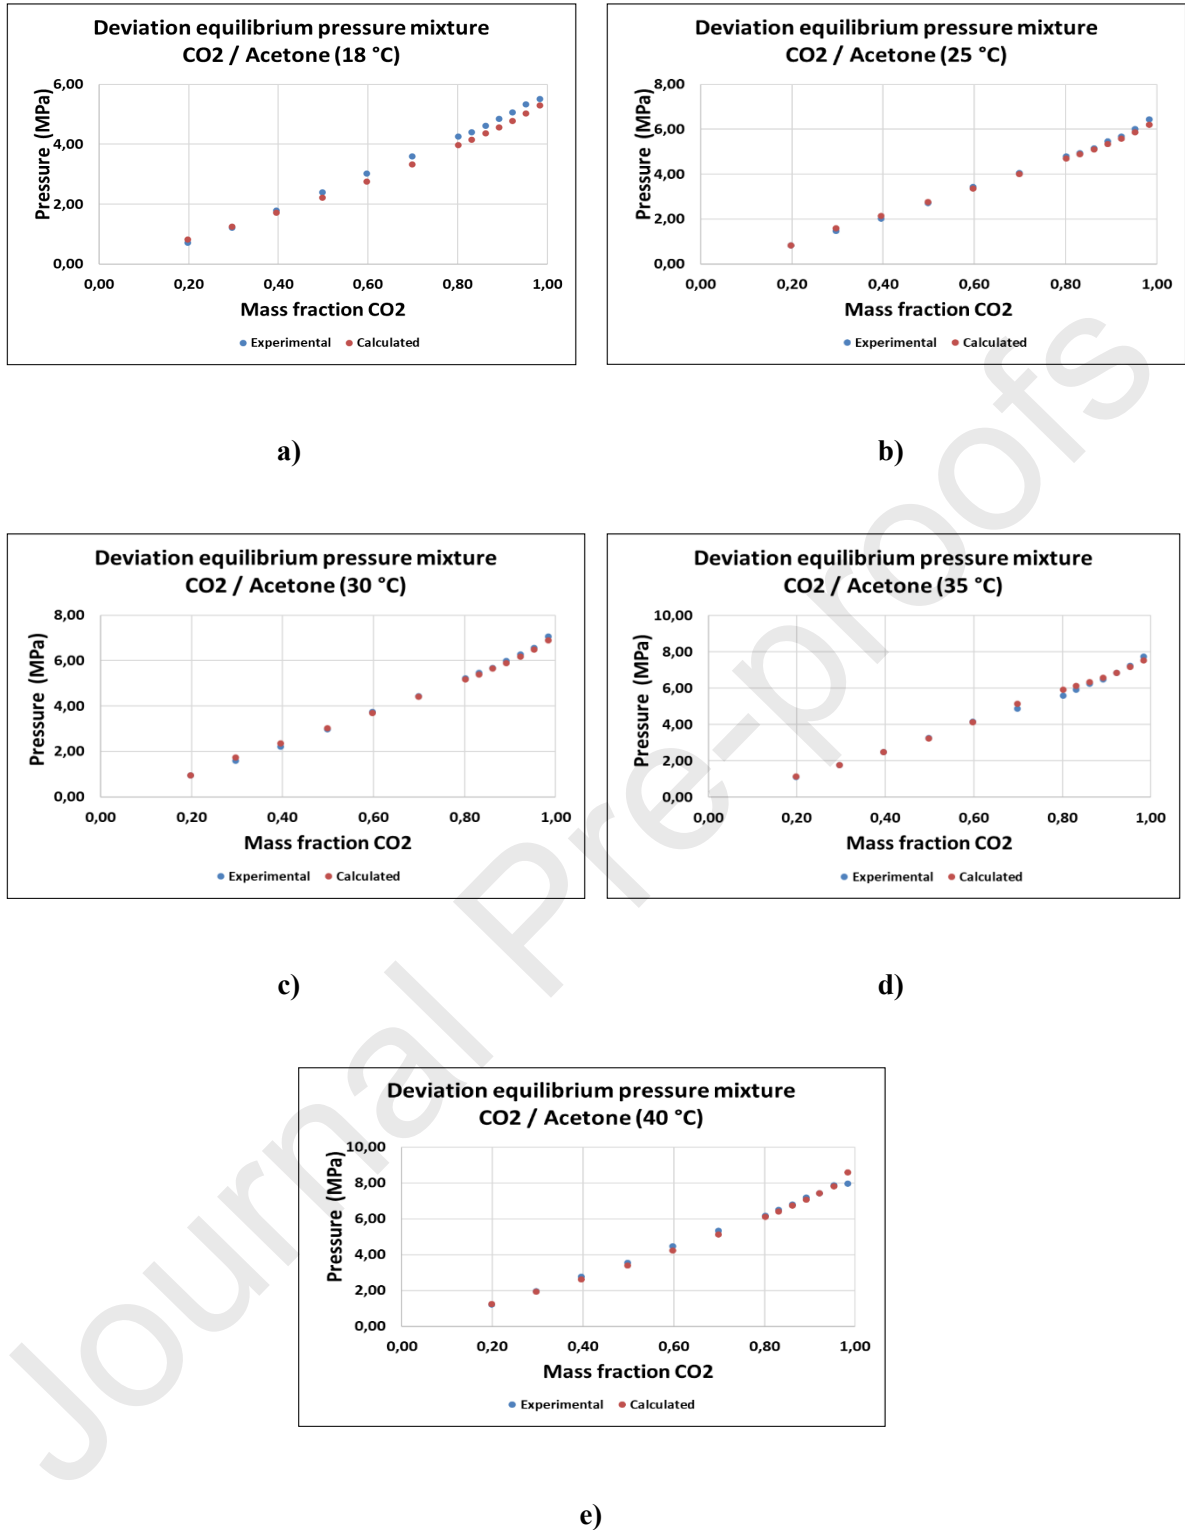 Deviation equilibrium pressure mixture
CO2 / Acetone (18 °C)
Pressure (MPa)
6,00
4,00
2,00
0,00
0,00 0,20 0,40 0,60 0,80 1,00
Mass fraction CO2
Experimental Calculated
a)
Deviation equilibrium pressure mixture
CO2 / Acetone (25 °C)
Pressure (MPa)
8,00
6,00
4,00
2,00
0,00
0,00 0,20 0,40 0,60 0,80 1,00
Mass fraction CO2
Experimental Calculated
b)
Deviation equilibrium pressure mixture
CO2 / Acetone (30 °C)
Pressure (MPa)
8,00
6,00
4,00
2,00
0,00
0,00 0,20 0,40 0,60 0,80 1,00
Mass fraction CO2
Experimental Calculated
c)
Deviation equilibrium pressure mixture
CO2 / Acetone (35 °C)
Pressure (MPa)
10,00
8,00
6,00
4,00
2,00
0,00
0,00 0,20 0,40 0,60 0,80 1,00
Mass fraction CO2
Experimental Calculated
d)
Deviation equilibrium pressure mixture
CO2 / Acetone (40 °C)
Pressure (MPa)
10,00
8,00
6,00
4,00
2,00
0,00
0,00 0,20 0,40 0,60 0,80 1,00
Mass fraction CO2
Experimental Calculated
e)
Journal Pre-proofs